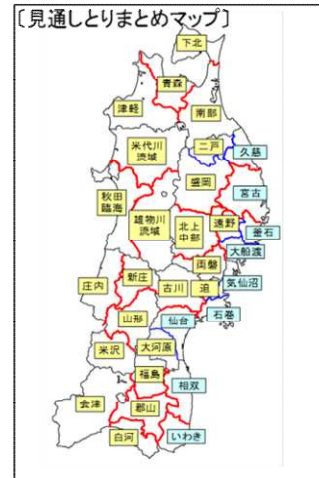 〔見通しとりまとめマップ〕
下北
青森
津軽
南部
米代川
流域
二戸
久慈
盛岡
秋田
臨海
宮古
雄物川
流域
北上
中部
遠野
釜石
大船渡
両磐
気仙沼
新庄
庄内
古川
迫
石巻
山形
仙台
米沢
大河原
福島
相双
会津
郡山
白河
いわき